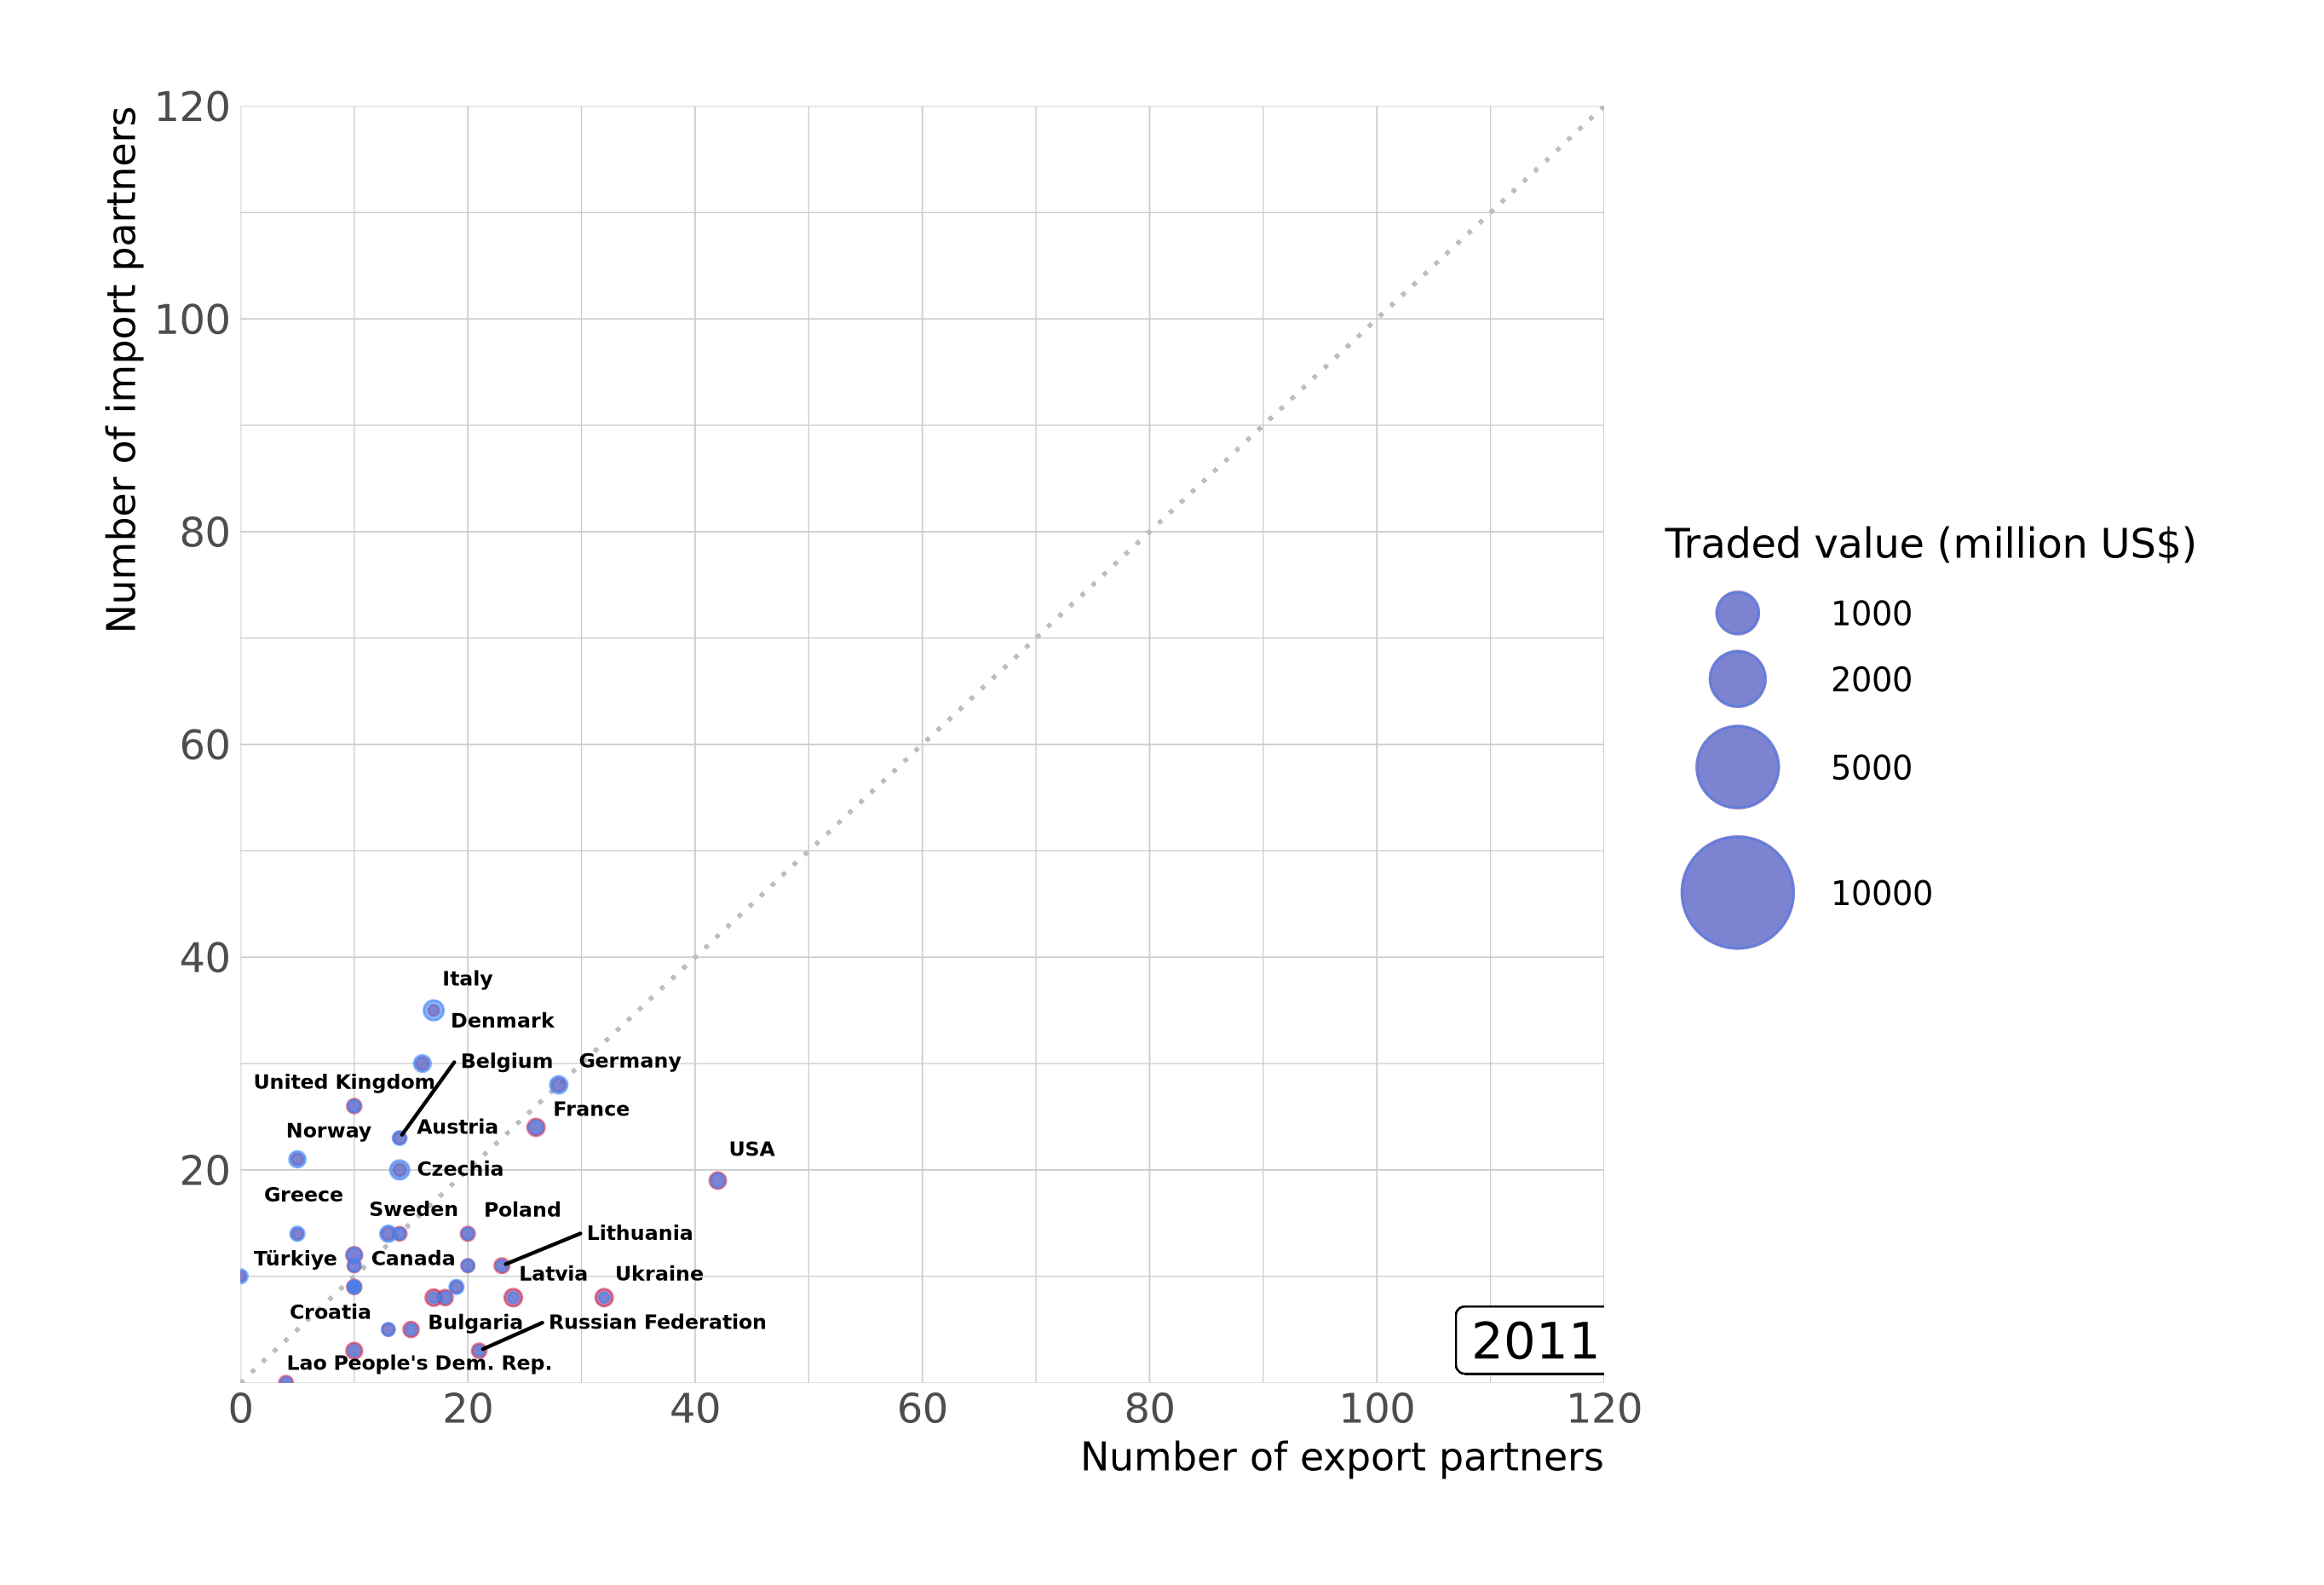 Number of import partners
120
100
80
60
40
20
Italy
Denmark
Belgium
Germany
United Kingdom
France
Norway
Austria
USA
Czechia
Greece
Sweden
Poland
Lithuania
Türkiye
Canada
Latvia
Ukraine
Croatia
Bulgaria
Russian Federation
Lao People's Dem. Rep.
2011
0
20
40
60
80
100
120
Number of export partners
Traded value (million US$)
1000
2000
5000
10000